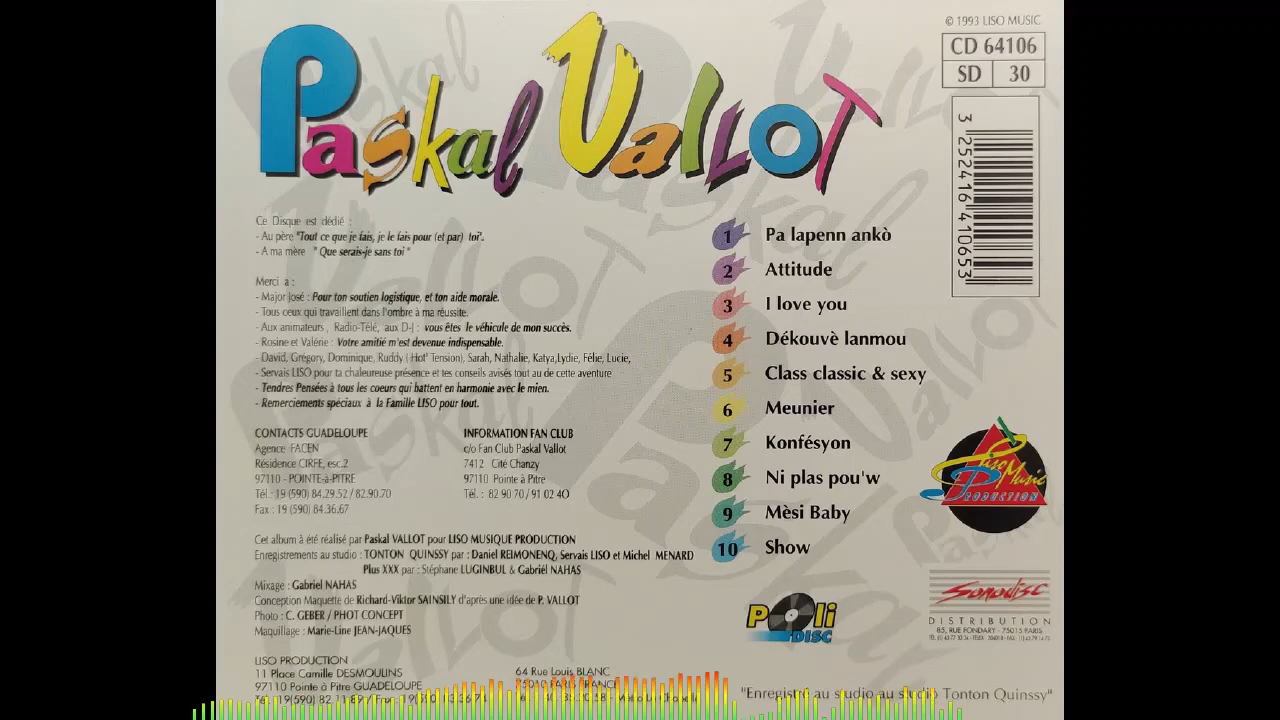 © 1993 LISO MUSIC
CD 64106
SD 30
3 252416 410653
Paskal Vallot
Ce Disque est dédié :
- Au père "Tout ce que je fais, je le fais pour (et par) toi".
- A ma mère " Que serais-je sans toi "
Merci a :
- Major José : Pour ton soutien logistique, et ton aide morale.
- Tous ceux qui travaillent dans l'ombre à ma réussite.
- Aux animateurs , Radio-Télé, aux D-J : vous êtes le véhicule de mon succès.
- Rosine et Valérie : Votre amitié m'est devenue indispensable.
- David, Grégory, Dominique, Ruddy (Hot' Tension), Sarah, Nathalie, Katya,Lydie, Félie, Lucie,
- Servais LISO pour ta chaleureuse présence et tes conseils avisés tout au de cette aventure
- Tendres Pensées à tous les coeurs qui battent en harmonie avec le mien.
- Remerciements spéciaux à la Famille LISO pour tout.
CONTACTS GUADELOUPE
Agence FACEN
Résidence CIRFE, esc.2
97110 - POINTE-à-PITRE
Tél : 19 (590) 84.29.52 / 82.90.70
Fax : 19 (590) 84.36.67
INFORMATION FAN CLUB
c/o Fan Club Paskal Vallot
7412 Cité Chanzy
97110 Pointe à Pitre
Tél. : 82 90 70 / 91 02 40
Cet album à été réalisé par Paskal VALLOT pour LISO MUSIQUE PRODUCTION
Enregistrements au studio : TONTON QUINSSY par : Daniel REIMONENQ, Servais LISO et Michel MENARD
Plus XXX par : Stéphane LUGINBUL & Gabriél NAHAS
Mixage : Gabriel NAHAS
Conception Maquette de Richard-Viktor SAINSILY d'après une idée de P. VALLOT
Photo : C. GEBER / PHOT CONCEPT
Maquillage : Marie-Line JEAN-JAQUES
LISO PRODUCTION
11 Place Camille DESMOULINS
97110 Pointe à Pitre GUADELOUPE
64 Rue Louis BLANC
1 Pa lapenn ankò
2 Attitude
3 I love you
4 Dékouvè lanmou
5 Class classic & sexy
6 Meunier
7 Konfésyon
8 Ni plas pou'w
9 Mèsi Baby
10 Show
Liso Music
PRODUCTION
Poli DISC
Sonodisc
DISTRIBUTION
85, RUE FONDARY - 75015 PARIS
"Enregistré au studio au studio Tonton Quinssy"